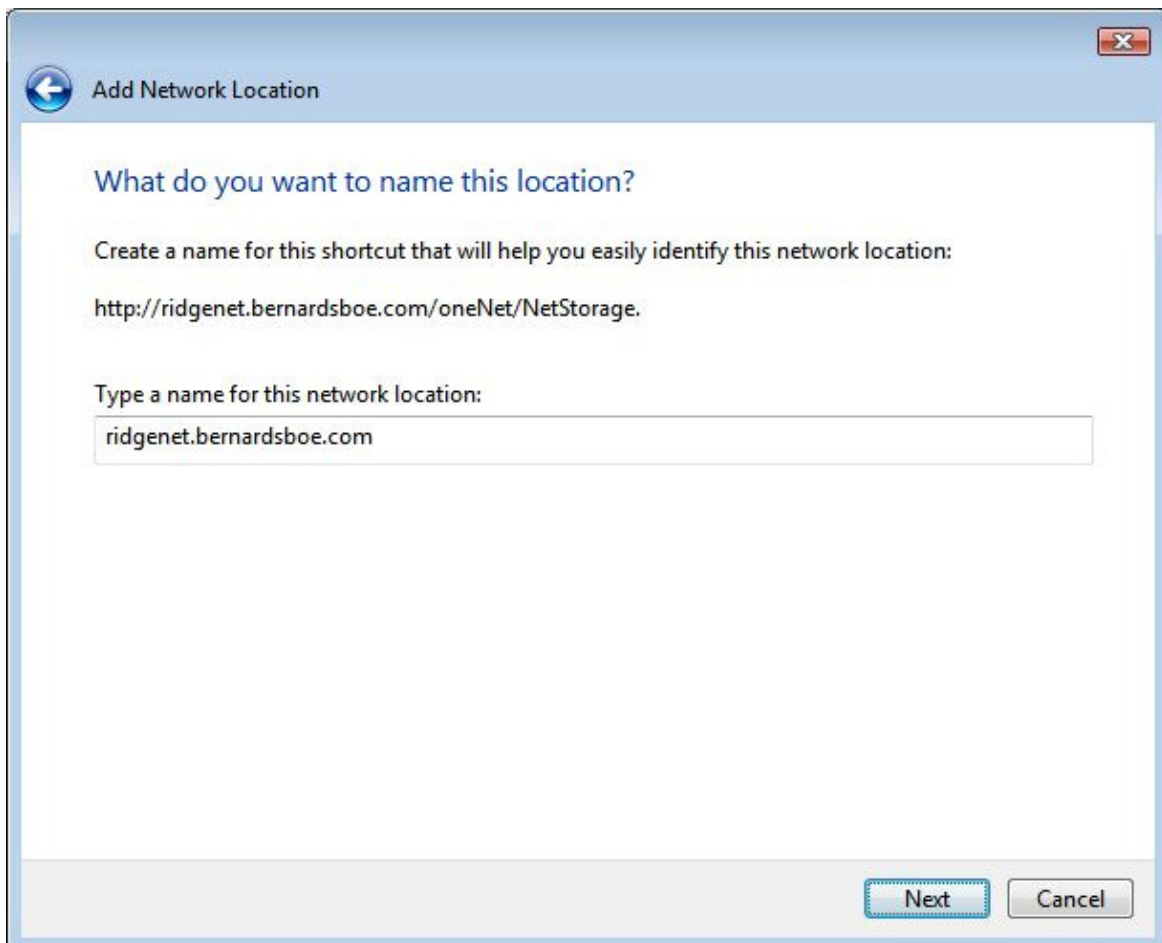 Add Network Location
What do you want to name this location?
Create a name for this shortcut that will help you easily identify this network location:
http://ridgenet.bernardsboe.com/oneNet/NetStorage.
Type a name for this network location:
ridgenet.bernardsboe.com
Next
Cancel